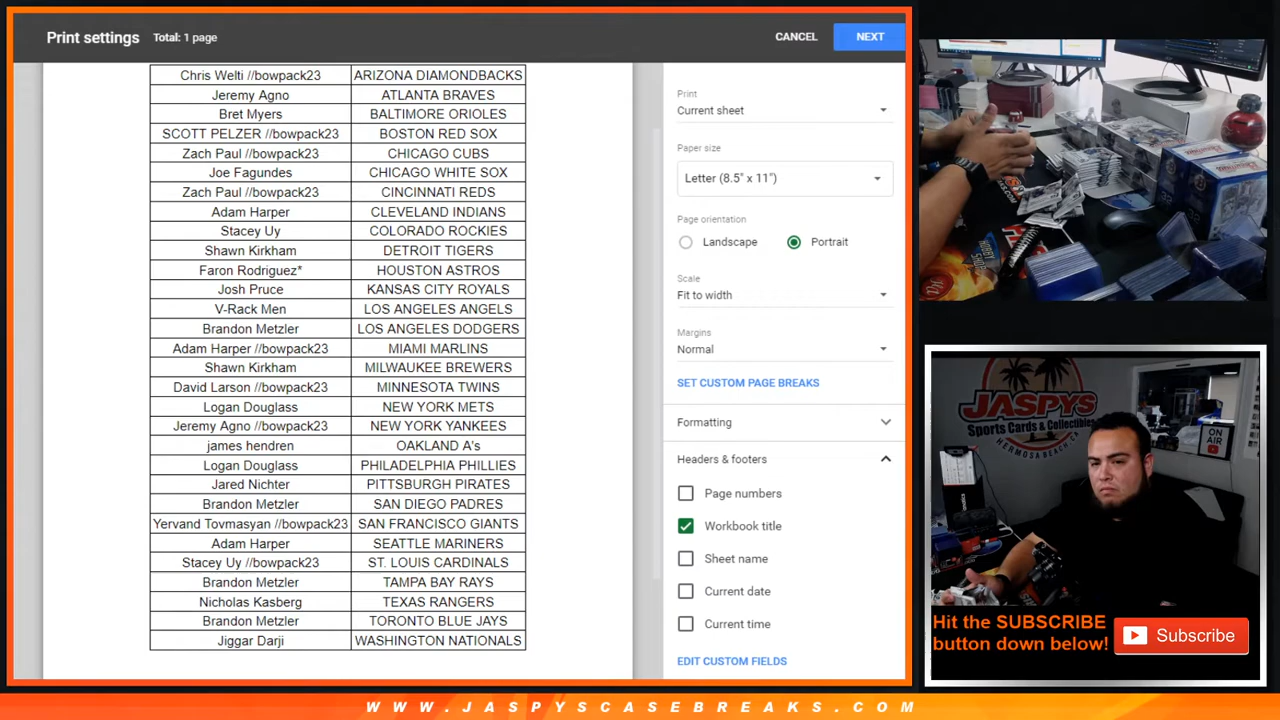 Print settings Total: 1 page CANCEL NEXT
Chris Welti //bowpack23 ARIZONA DIAMONDBACKS
Jeremy Agno ATLANTA BRAVES
Bret Myers BALTIMORE ORIOLES
SCOTT PELZER //bowpack23 BOSTON RED SOX
Zach Paul //bowpack23 CHICAGO CUBS
Joe Fagundes CHICAGO WHITE SOX
Zach Paul //bowpack23 CINCINNATI REDS
Adam Harper CLEVELAND INDIANS
Stacey Uy COLORADO ROCKIES
Shawn Kirkham DETROIT TIGERS
Faron Rodriguez* HOUSTON ASTROS
Josh Pruce KANSAS CITY ROYALS
V-Rack Men LOS ANGELES ANGELS
Brandon Metzler LOS ANGELES DODGERS
Adam Harper //bowpack23 MIAMI MARLINS
Shawn Kirkham MILWAUKEE BREWERS
David Larson //bowpack23 MINNESOTA TWINS
Logan Douglass NEW YORK METS
Jeremy Agno //bowpack23 NEW YORK YANKEES
james hendren OAKLAND A's
Logan Douglass PHILADELPHIA PHILLIES
Jared Nichter PITTSBURGH PIRATES
Brandon Metzler SAN DIEGO PADRES
Yervand Tovmasyan //bowpack23 SAN FRANCISCO GIANTS
Adam Harper SEATTLE MARINERS
Stacey Uy //bowpack23 ST. LOUIS CARDINALS
Brandon Metzler TAMPA BAY RAYS
Nicholas Kasberg TEXAS RANGERS
Brandon Metzler TORONTO BLUE JAYS
Jiggar Darji WASHINGTON NATIONALS
Print
Current sheet
Paper size
Letter (8.5" x 11")
Page orientation
Landscape Portrait
Scale
Fit to width
Margins
Normal
SET CUSTOM PAGE BREAKS
Formatting
Headers & footers
Page numbers
Workbook title
Sheet name
Current date
Current time
EDIT CUSTOM FIELDS
JASPYS
Sports Cards & Collectibles
HERMOSA BEACH, CA
ON
AIR
Hit the SUBSCRIBE
button down below!
Subscribe
WWW.JASPYSCASEBREAKS.COM